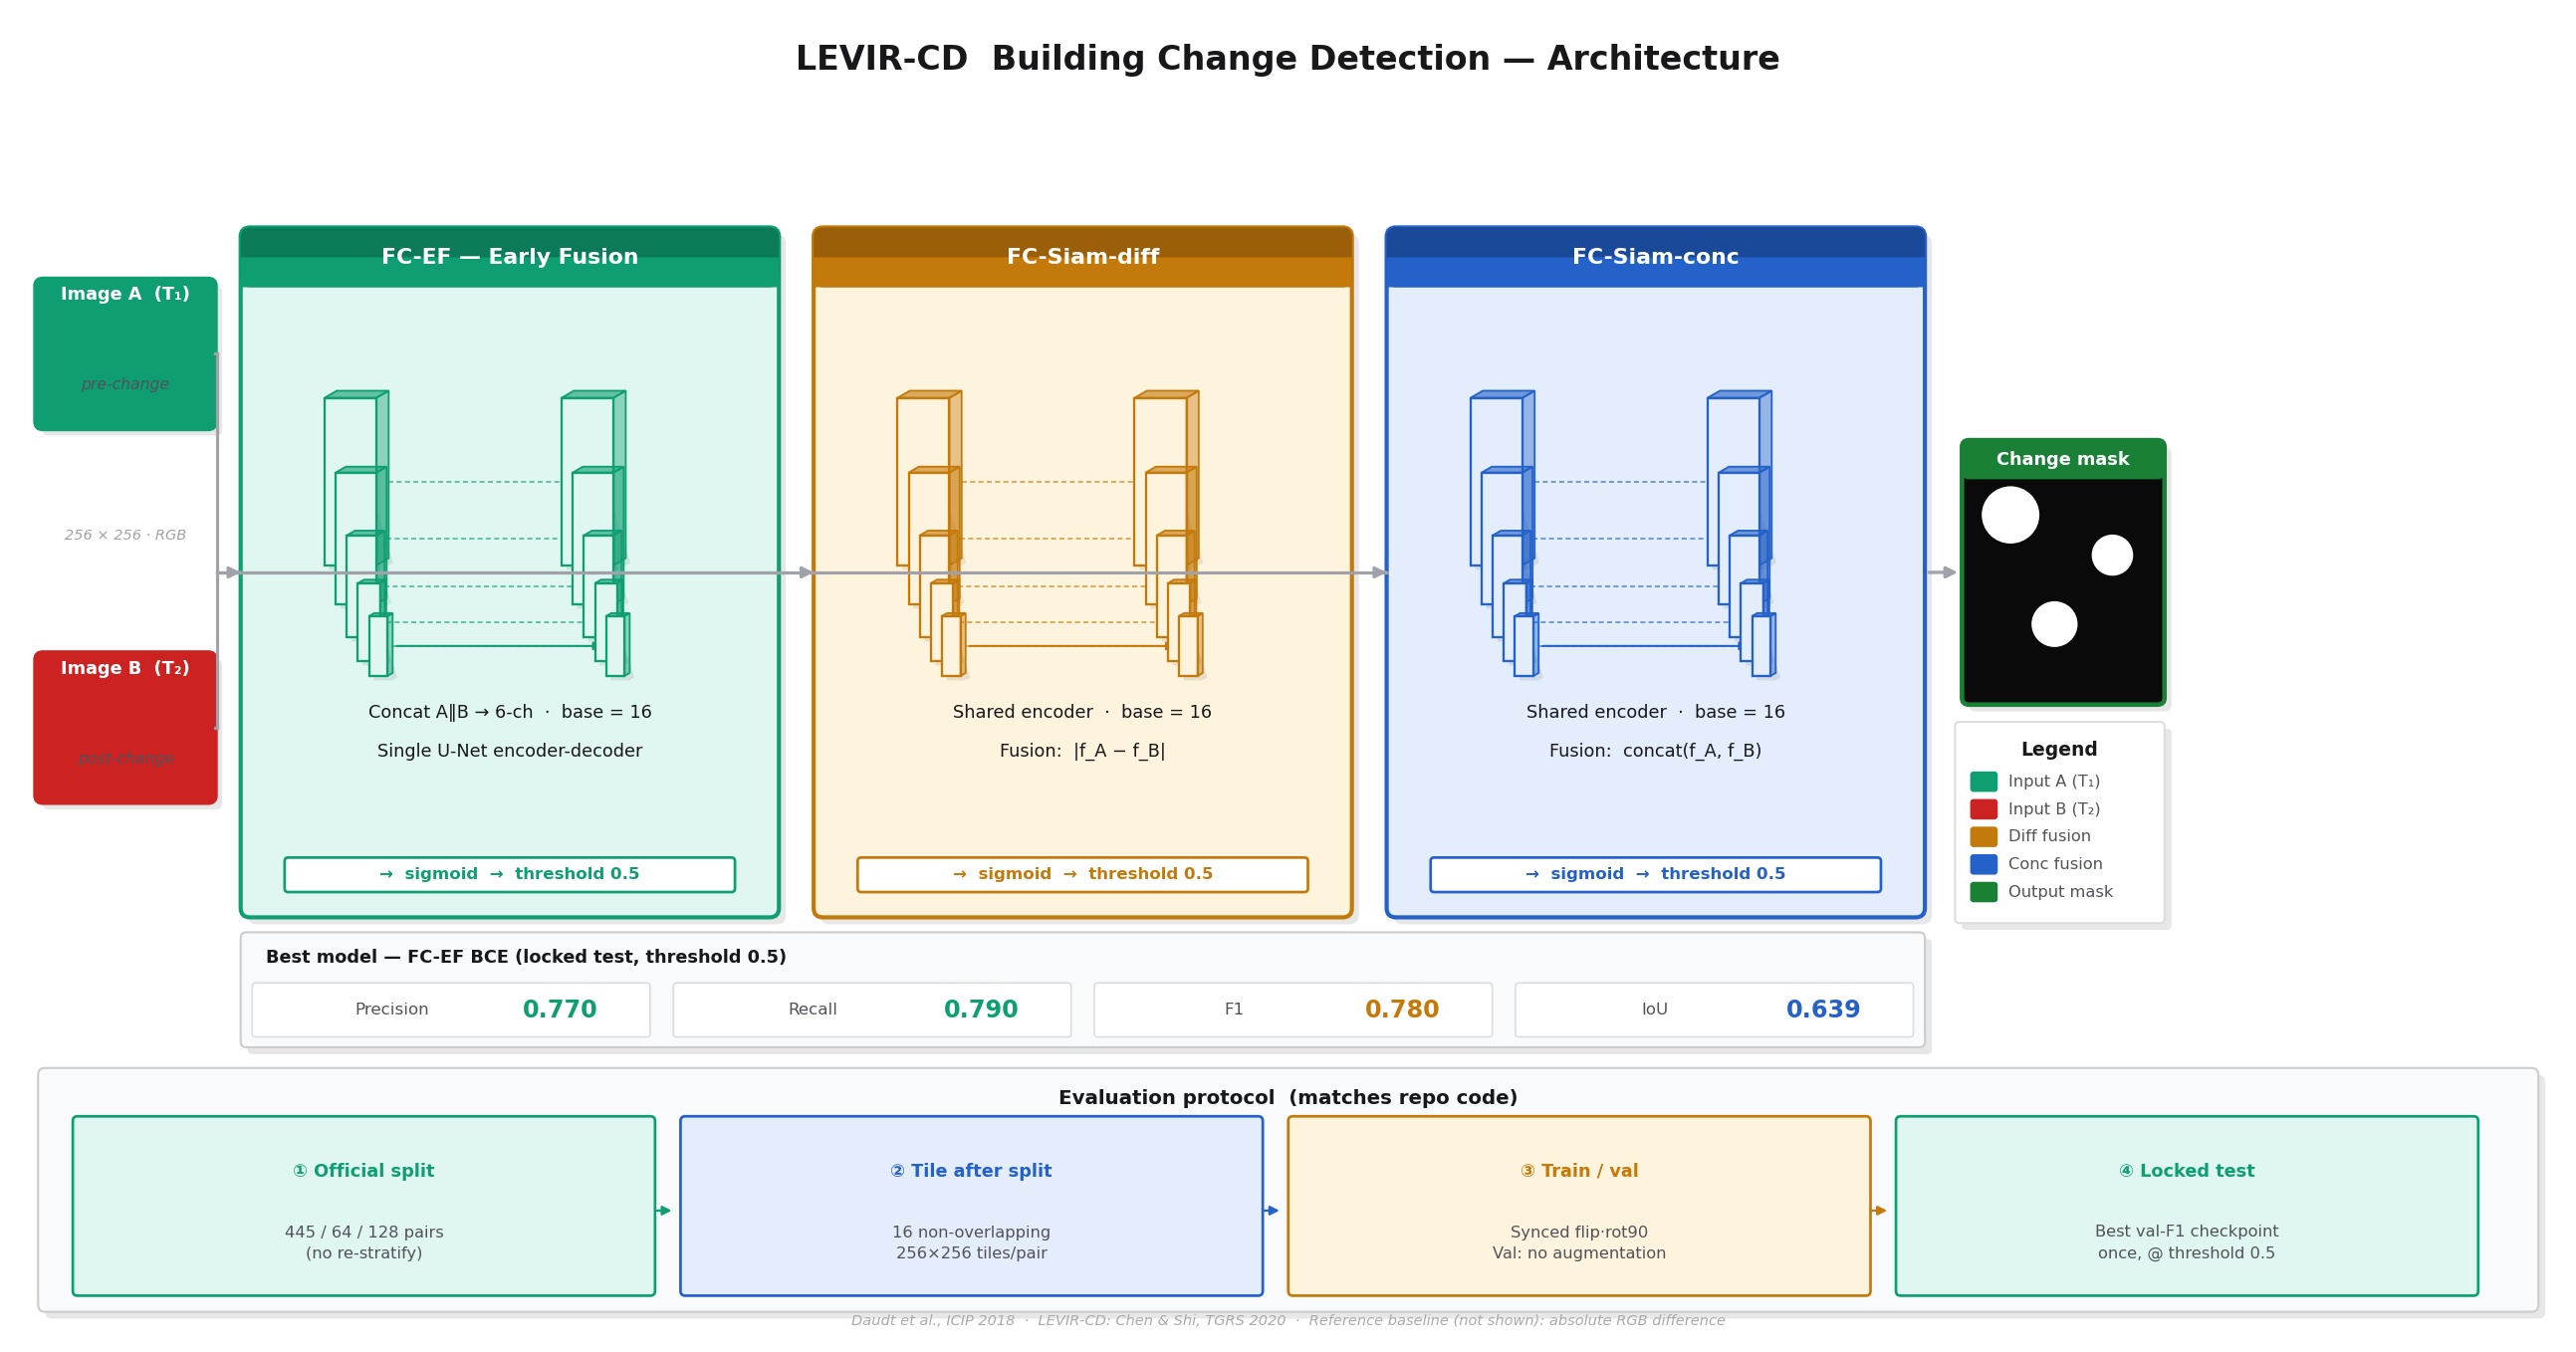 LEVIR-CD  Building Change Detection — Architecture
Image A  (T₁)
pre-change
256 × 256 · RGB
Image B  (T₂)
post-change
FC-EF — Early Fusion
Concat A‖B → 6-ch  ·  base = 16
Single U-Net encoder-decoder
→  sigmoid  →  threshold 0.5
FC-Siam-diff
Shared encoder  ·  base = 16
Fusion:  |f_A − f_B|
→  sigmoid  →  threshold 0.5
FC-Siam-conc
Shared encoder  ·  base = 16
Fusion:  concat(f_A, f_B)
→  sigmoid  →  threshold 0.5
Change mask
Legend
Input A (T₁)
Input B (T₂)
Diff fusion
Conc fusion
Output mask
Best model — FC-EF BCE (locked test, threshold 0.5)
Precision 0.770
Recall 0.790
F1 0.780
IoU 0.639
Evaluation protocol  (matches repo code)
① Official split
445 / 64 / 128 pairs
(no re-stratify)
② Tile after split
16 non-overlapping
256×256 tiles/pair
③ Train / val
Synced flip·rot90
Val: no augmentation
④ Locked test
Best val-F1 checkpoint
once, @ threshold 0.5
Daudt et al., ICIP 2018  ·  LEVIR-CD: Chen & Shi, TGRS 2020  ·  Reference baseline (not shown): absolute RGB difference